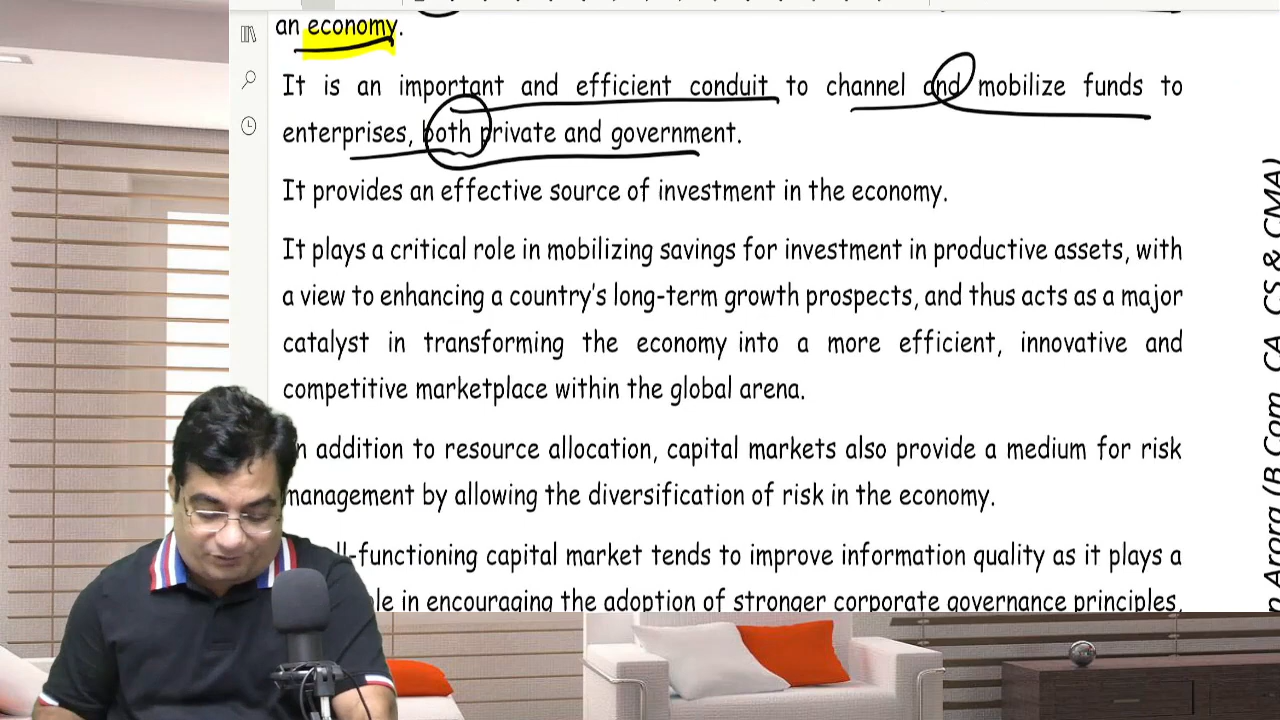 an economy.
It is an important and efficient conduit to channel and mobilize funds to
enterprises, both private and government.
It provides an effective source of investment in the economy.
It plays a critical role in mobilizing savings for investment in productive assets, with
a view to enhancing a country's long-term growth prospects, and thus acts as a major
catalyst in transforming the economy into a more efficient, innovative and
competitive marketplace within the global arena.
addition to resource allocation, capital markets also provide a medium for risk
management by allowing the diversification of risk in the economy.
-functioning capital market tends to improve information quality as it plays a
in encouraging the adoption of stronger corporate governance principles,
Arora (B.Com, CA, CS & CMA)